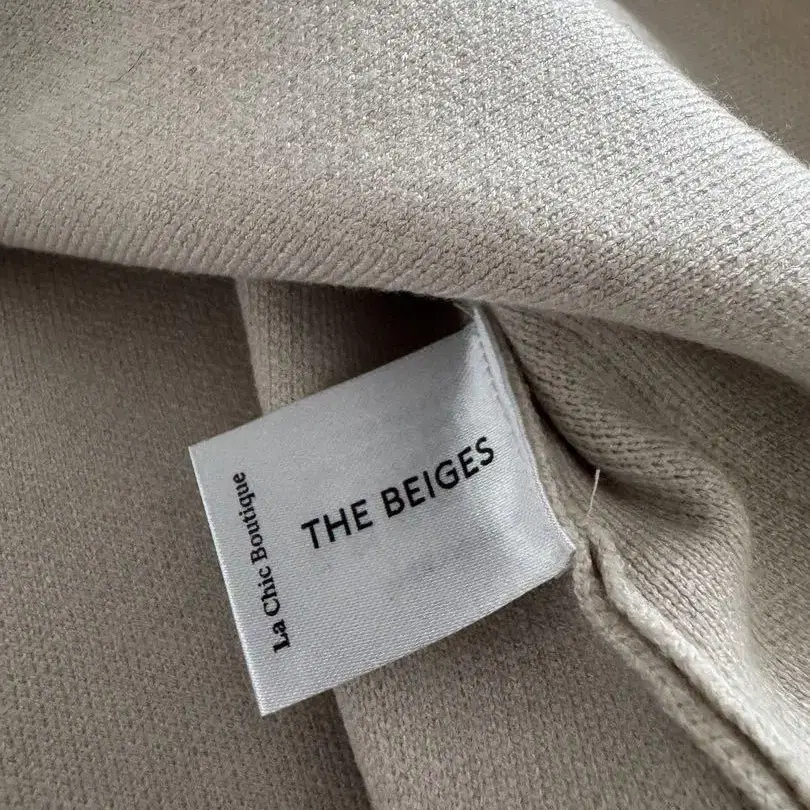 THE BEIGES
La Chic Boutique